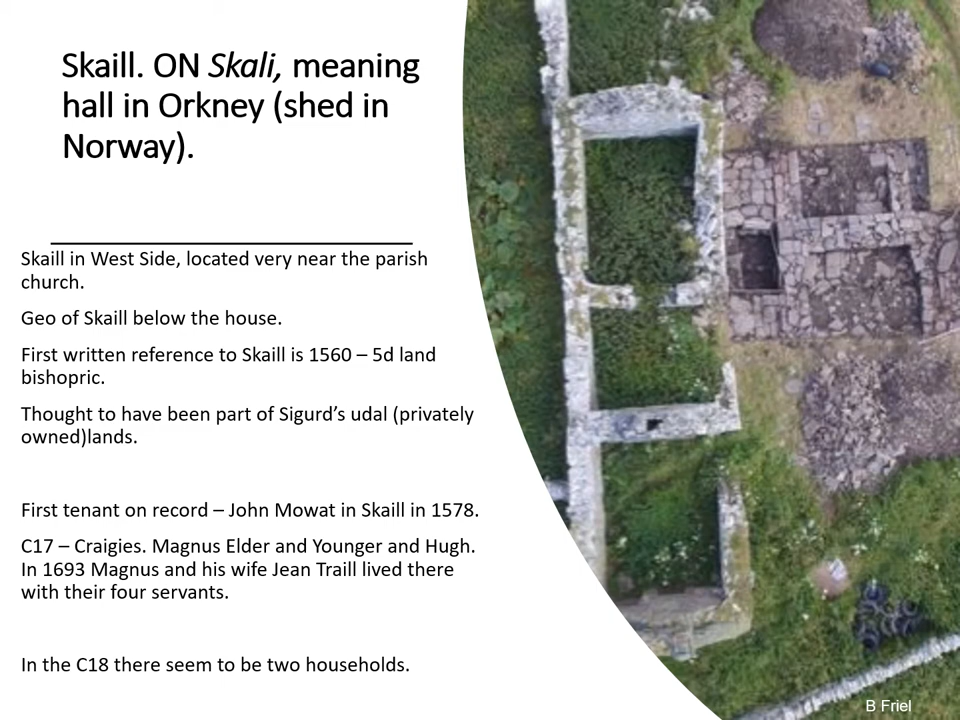 Skaill. ON Skali, meaning
hall in Orkney (shed in
Norway).
Skaill in West Side, located very near the parish
church.
Geo of Skaill below the house.
First written reference to Skaill is 1560 – 5d land
bishopric.
Thought to have been part of Sigurd’s udal (privately
owned)lands.
First tenant on record – John Mowat in Skaill in 1578.
C17 – Craigies. Magnus Elder and Younger and Hugh.
In 1693 Magnus and his wife Jean Traill lived there
with their four servants.
In the C18 there seem to be two households.
B Friel